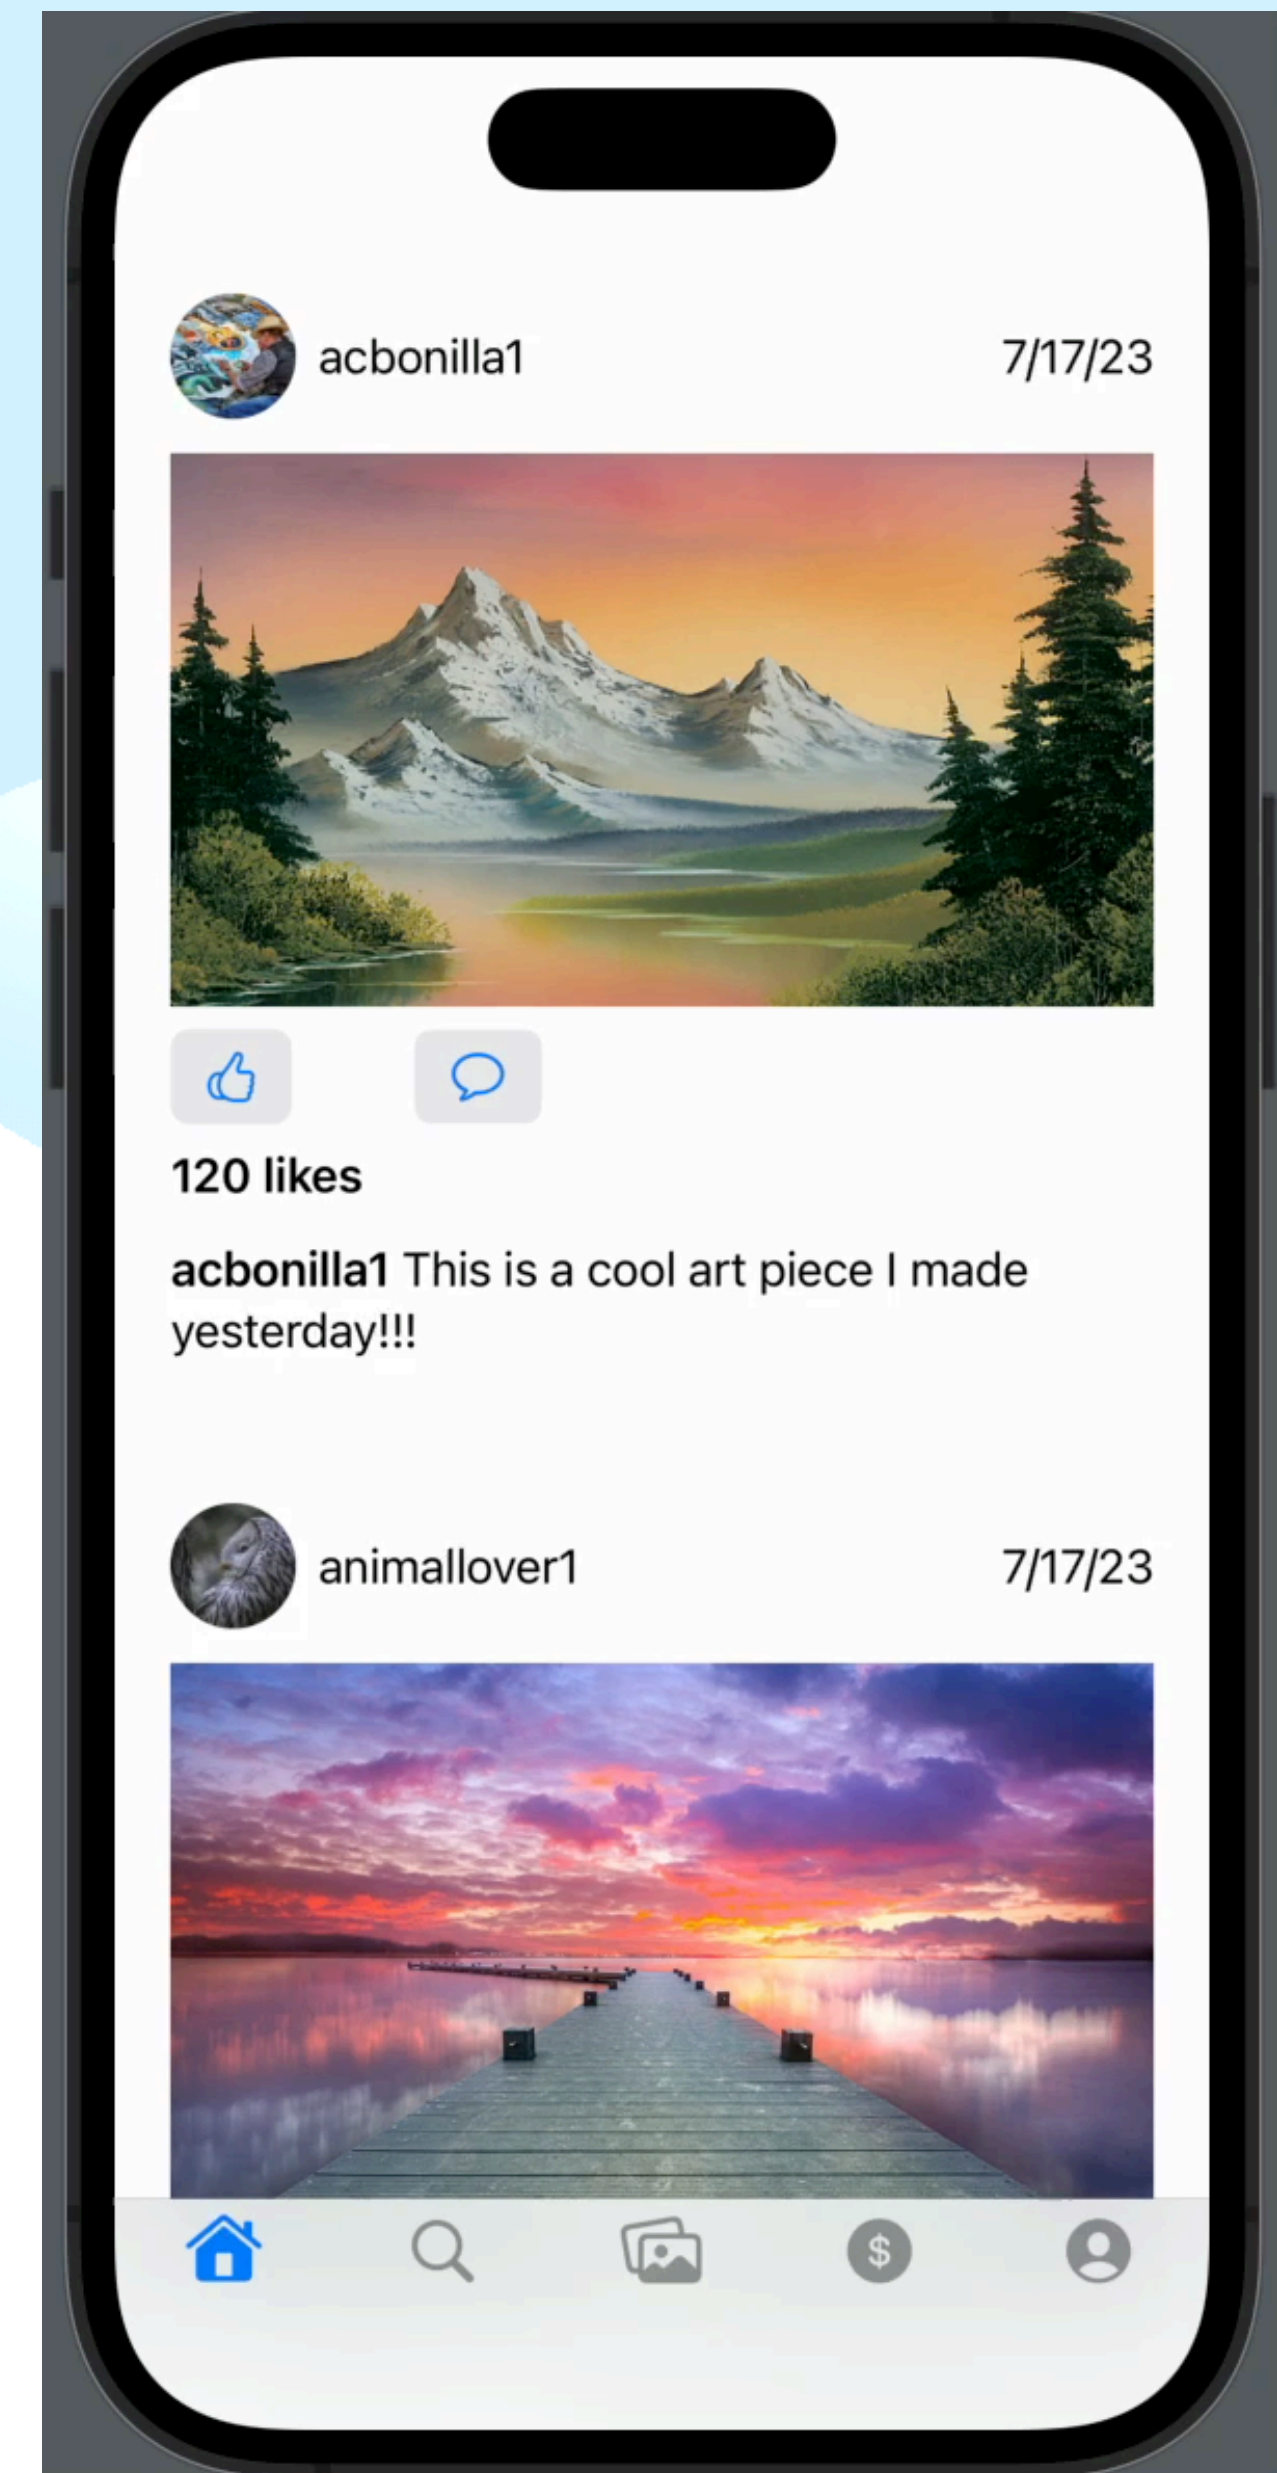 acbonilla1 7/17/23
120 likes
acbonilla1 This is a cool art piece I made
yesterday!!!
animallover1 7/17/23
$